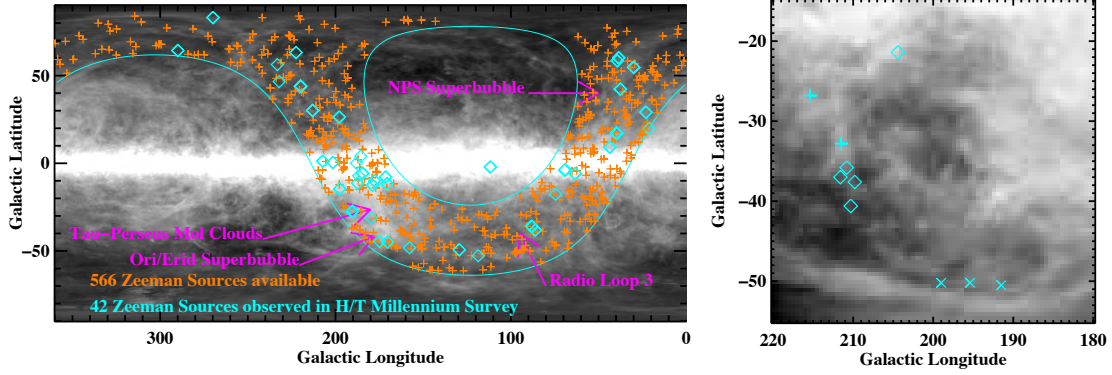 50
0
−50
300
200
100
0
Galactic Longitude
Galactic Latitude
NPS Superbubble
Tau−Perseus Mol Clouds
Ori/Erid Superbubble
Radio Loop 3
566 Zeeman Sources available
42 Zeeman Sources observed in H/T Millennium Survey
−20
−30
−40
−50
220
210
200
190
180
Galactic Longitude
Galactic Latitude